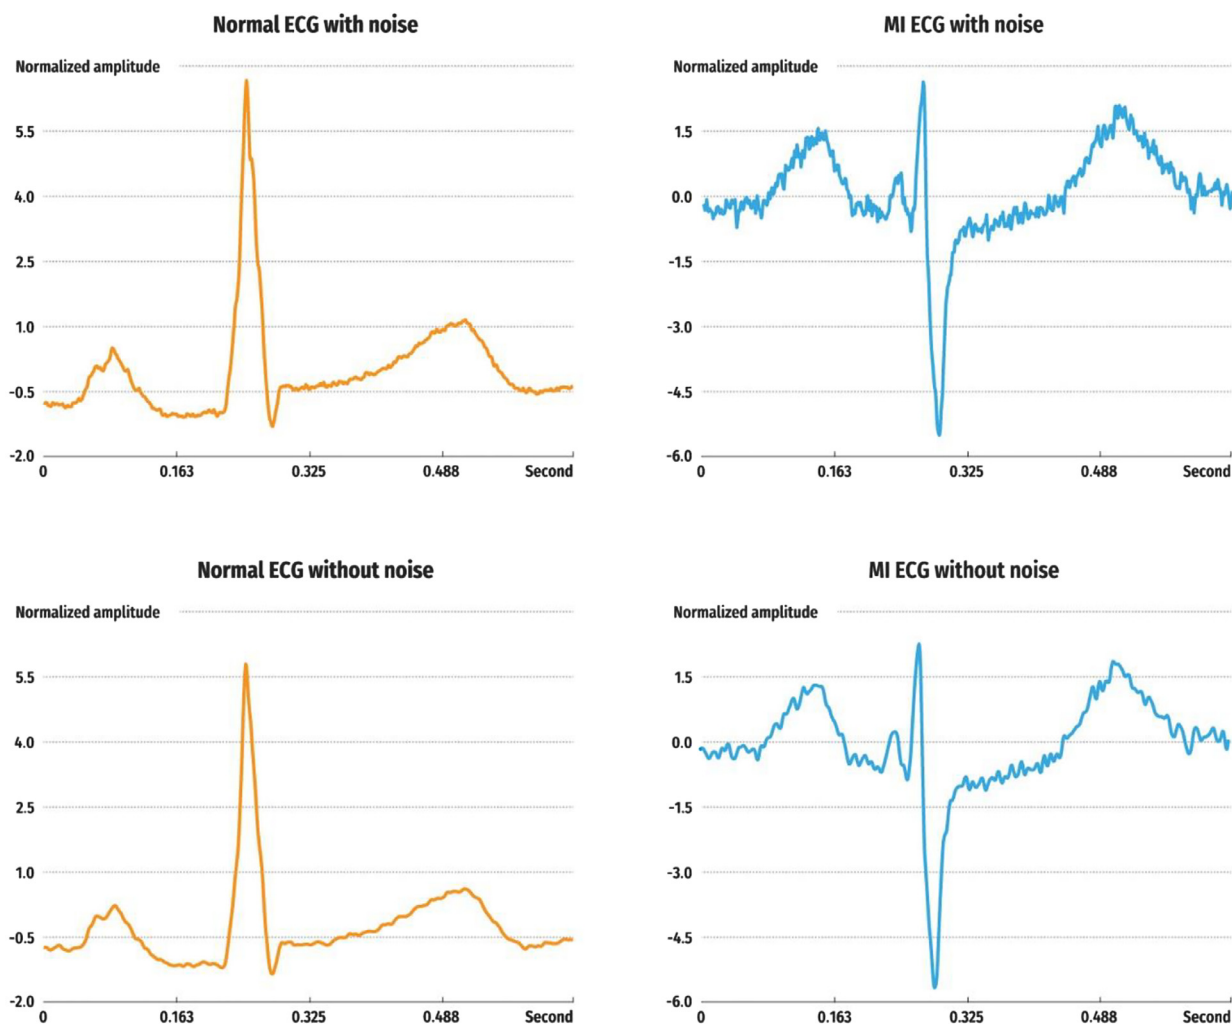 Normal ECG with noise
Normalized amplitude
5.5
4.0
2.5
1.0
-0.5
-2.0
0 0.163 0.325 0.488 Second
MI ECG with noise
Normalized amplitude
1.5
0.0
-1.5
-3.0
-4.5
-6.0
0 0.163 0.325 0.488 Second
Normal ECG without noise
Normalized amplitude
5.5
4.0
2.5
1.0
-0.5
-2.0
0 0.163 0.325 0.488 Second
MI ECG without noise
Normalized amplitude
1.5
0.0
-1.5
-3.0
-4.5
-6.0
0 0.163 0.325 0.488 Second